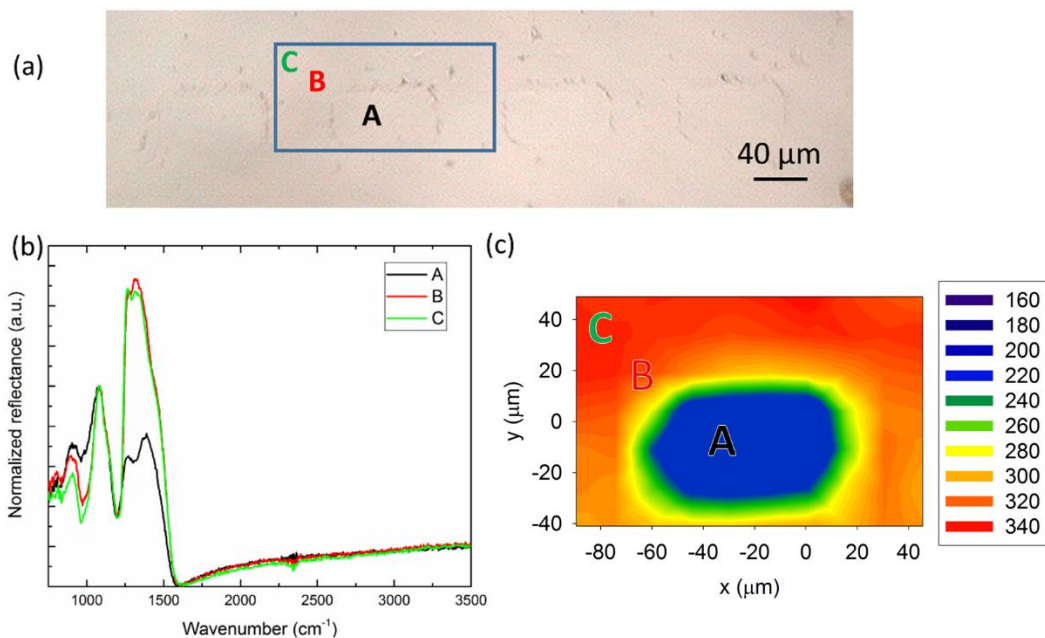 (a)
C
B
A
40 μm
(b)
(c)
Normalized reflectance (a.u.)
A
B
C
1000 1500 2000 2500 3000 3500
Wavenumber (cm-1)
C
B
A
y (μm)
40
20
0
-20
-40
-80 -60 -40 -20 0 20 40
x (μm)
160
180
200
220
240
260
280
300
320
340